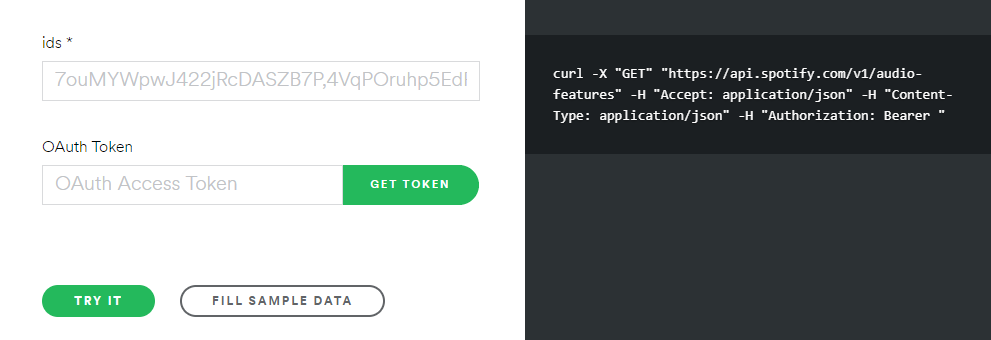 ids *
7ouMYWpwJ422jRcDASZB7P,4VqPOruhp5EdI
OAuth Token
OAuth Access Token
GET TOKEN
TRY IT
FILL SAMPLE DATA
curl -X "GET" "https://api.spotify.com/v1/audio-
features" -H "Accept: application/json" -H "Content-
Type: application/json" -H "Authorization: Bearer "